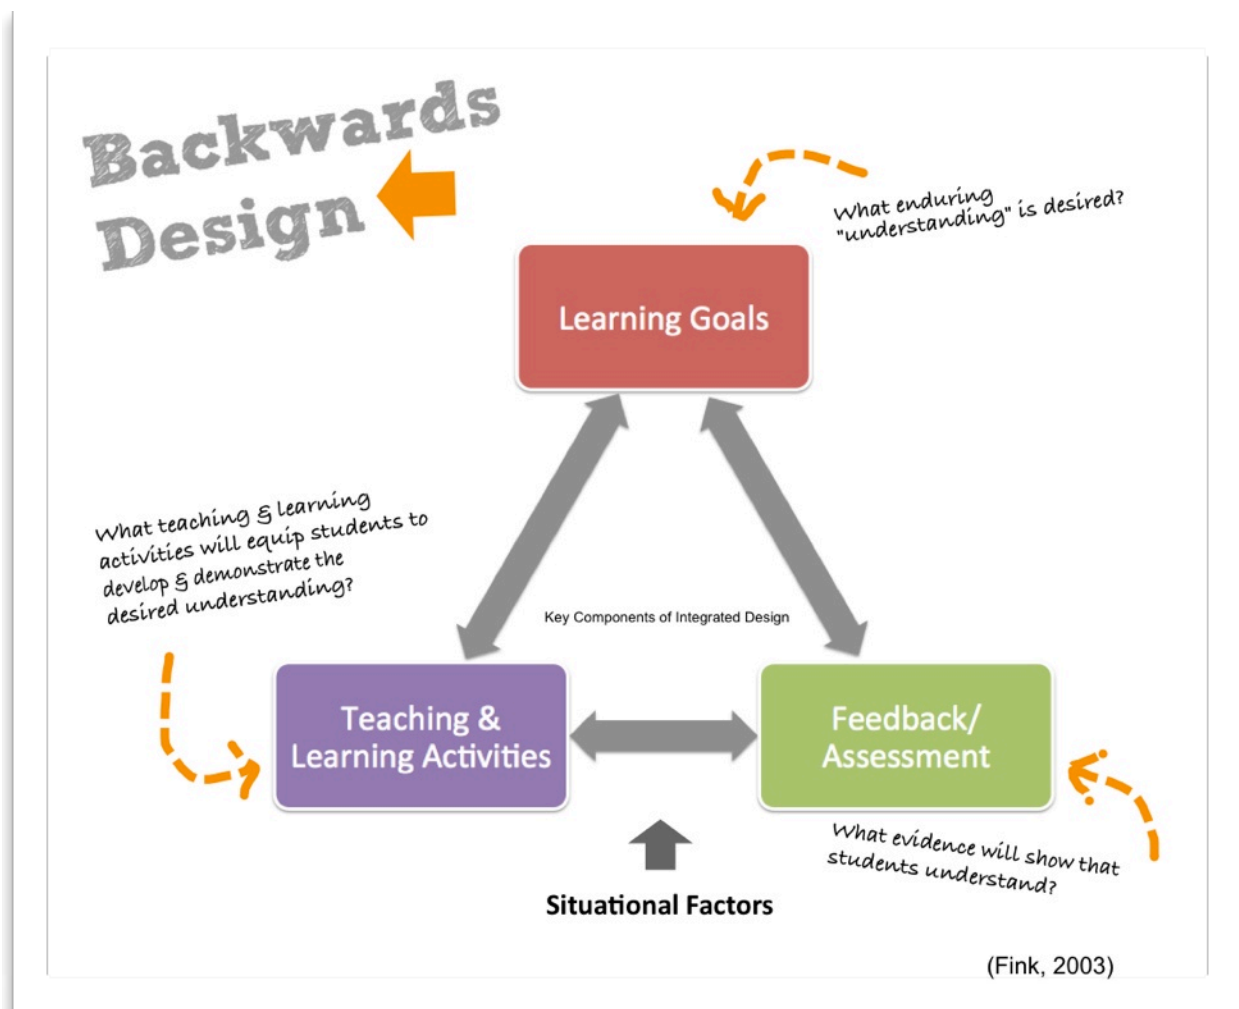 Backwards
Design
What enduring
"understanding" is desired?
Learning Goals
What teaching & learning
activities will equip students to
develop & demonstrate the
desired understanding?
Key Components of Integrated Design
Teaching &
Learning Activities
Feedback/
Assessment
What evidence will show that
students understand?
Situational Factors
(Fink, 2003)